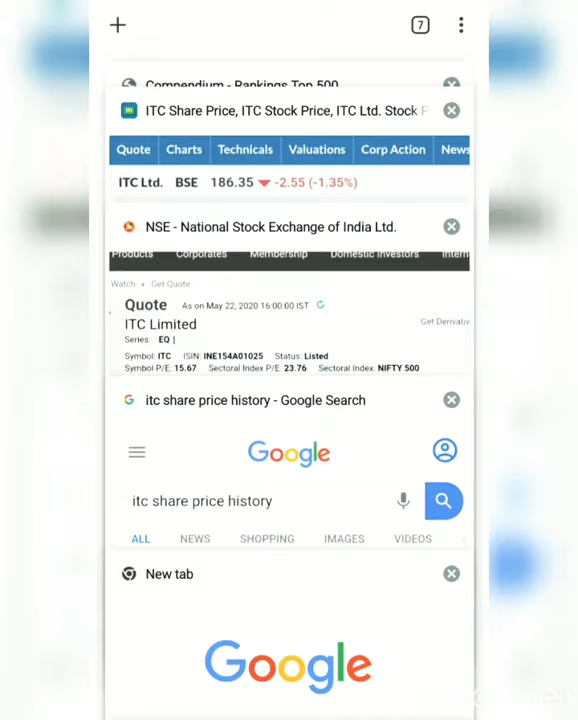 7
Compendium - Rankings Top 500
ITC Share Price, ITC Stock Price, ITC Ltd. Stock P
Quote Charts Technicals Valuations Corp Action News
ITC Ltd. BSE 186.35 -2.55 (-1.35%)
NSE - National Stock Exchange of India Ltd.
Products Corporates Membership Domestic Investors Intern
Watch › Get Quote
Quote As on May 22, 2020 16:00:00 IST
ITC Limited
Get Derivativ
Series: EQ |
Symbol: ITC ISIN: INE154A01025 Status: Listed
Symbol P/E: 15.67 Sectoral Index P/E: 23.76 Sectoral Index: NIFTY 500
itc share price history - Google Search
Google
itc share price history
ALL NEWS SHOPPING IMAGES VIDEOS
New tab
Google